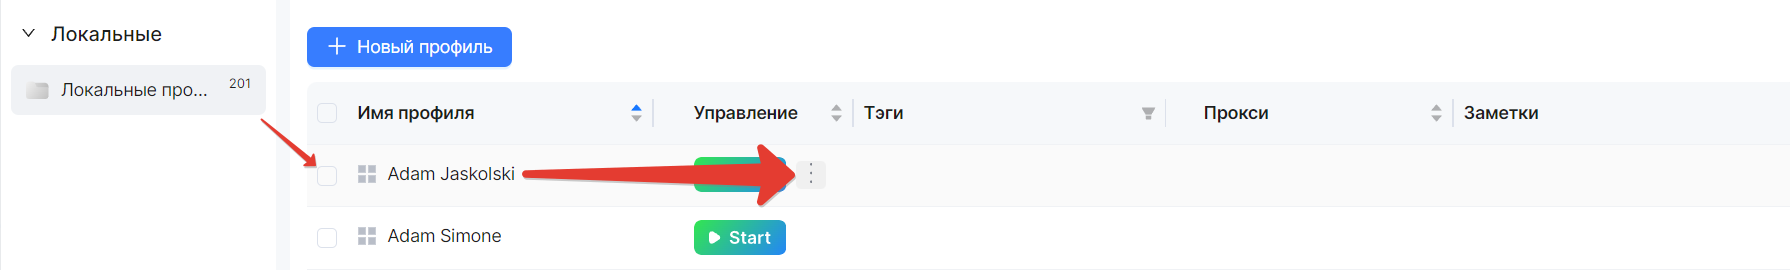 Локальные
Локальные про... 201
+ Новый профиль
Имя профиля Управление Тэги Прокси Заметки
Adam Jaskolski
Adam Simone Start